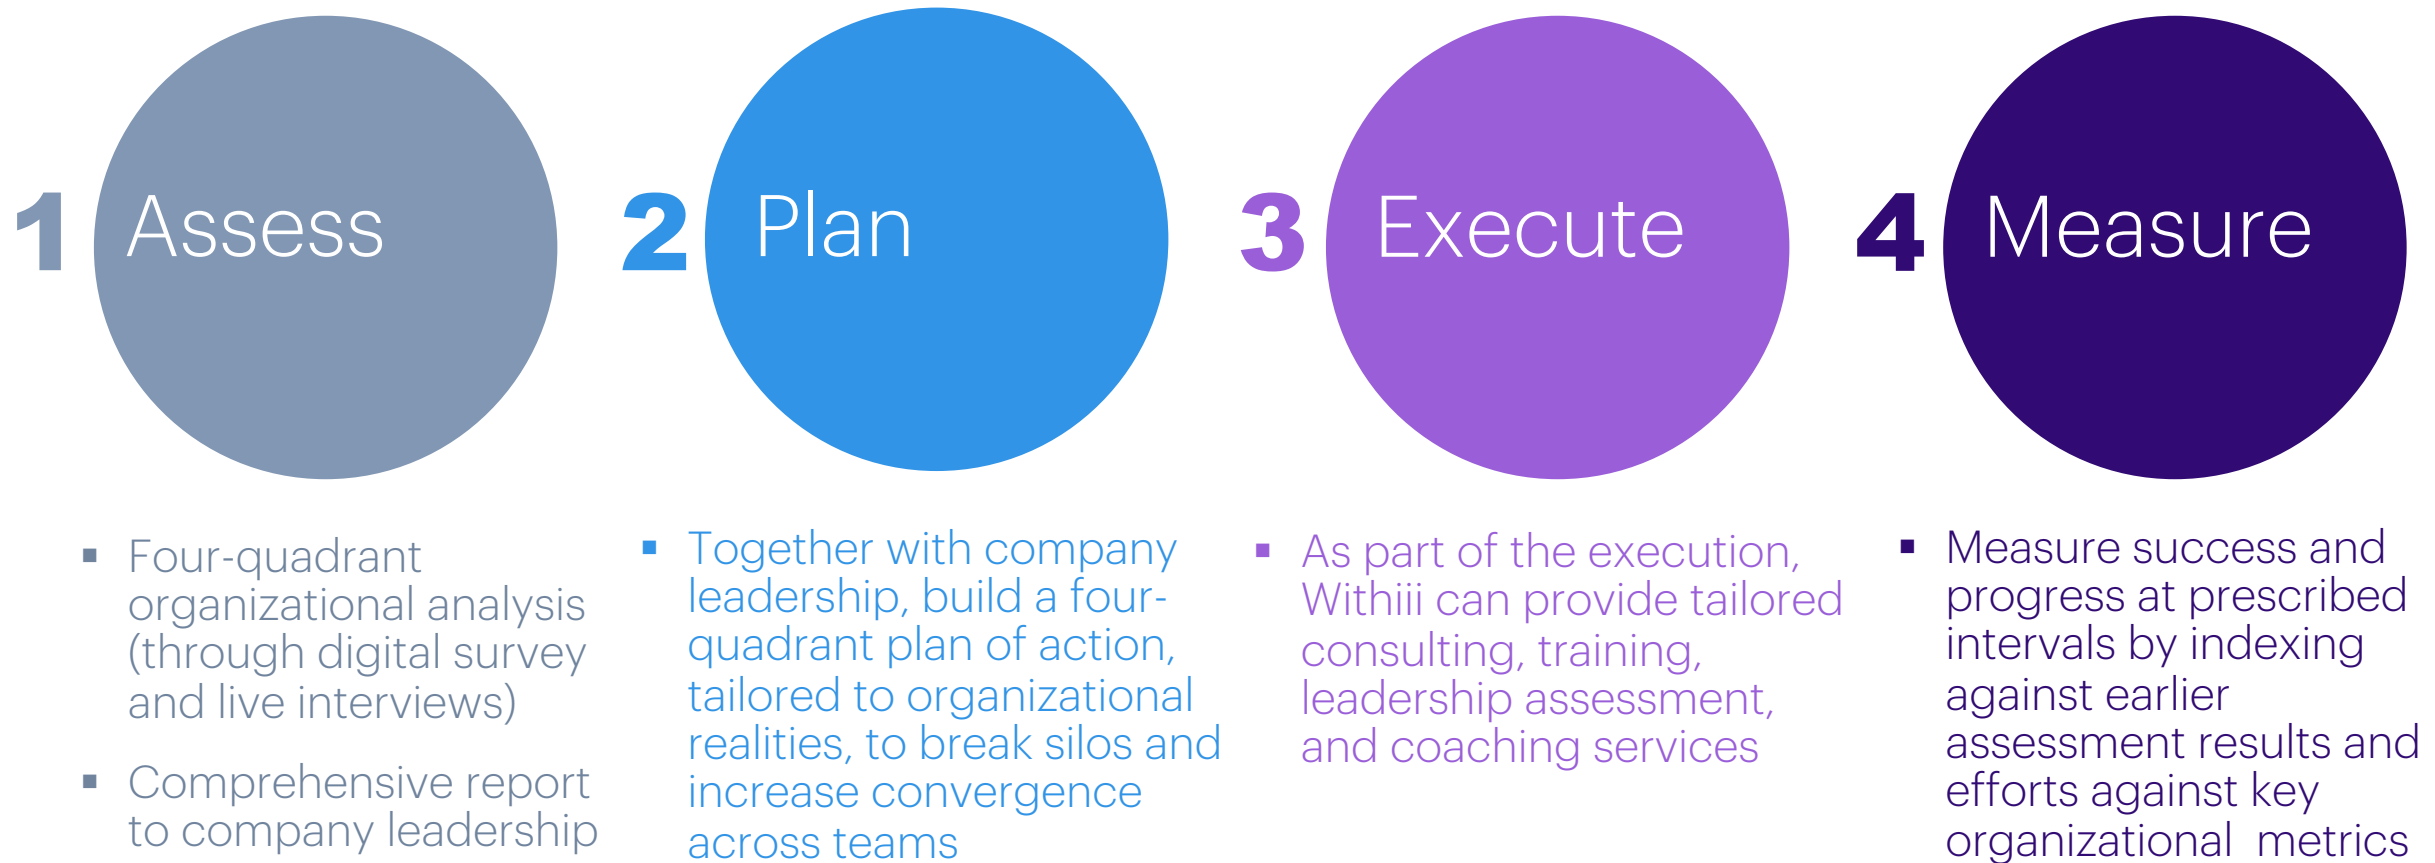 1 Assess
Four-quadrant
organizational analysis
(through digital survey
and live interviews)
Comprehensive report
to company leadership
2 Plan
Together with company
leadership, build a four-
quadrant plan of action,
tailored to organizational
realities, to break silos and
increase convergence
across teams
3 Execute
As part of the execution,
Withiii can provide tailored
consulting, training,
leadership assessment,
and coaching services
4 Measure
Measure success and
progress at prescribed
intervals by indexing
against earlier
assessment results and
efforts against key
organizational  metrics